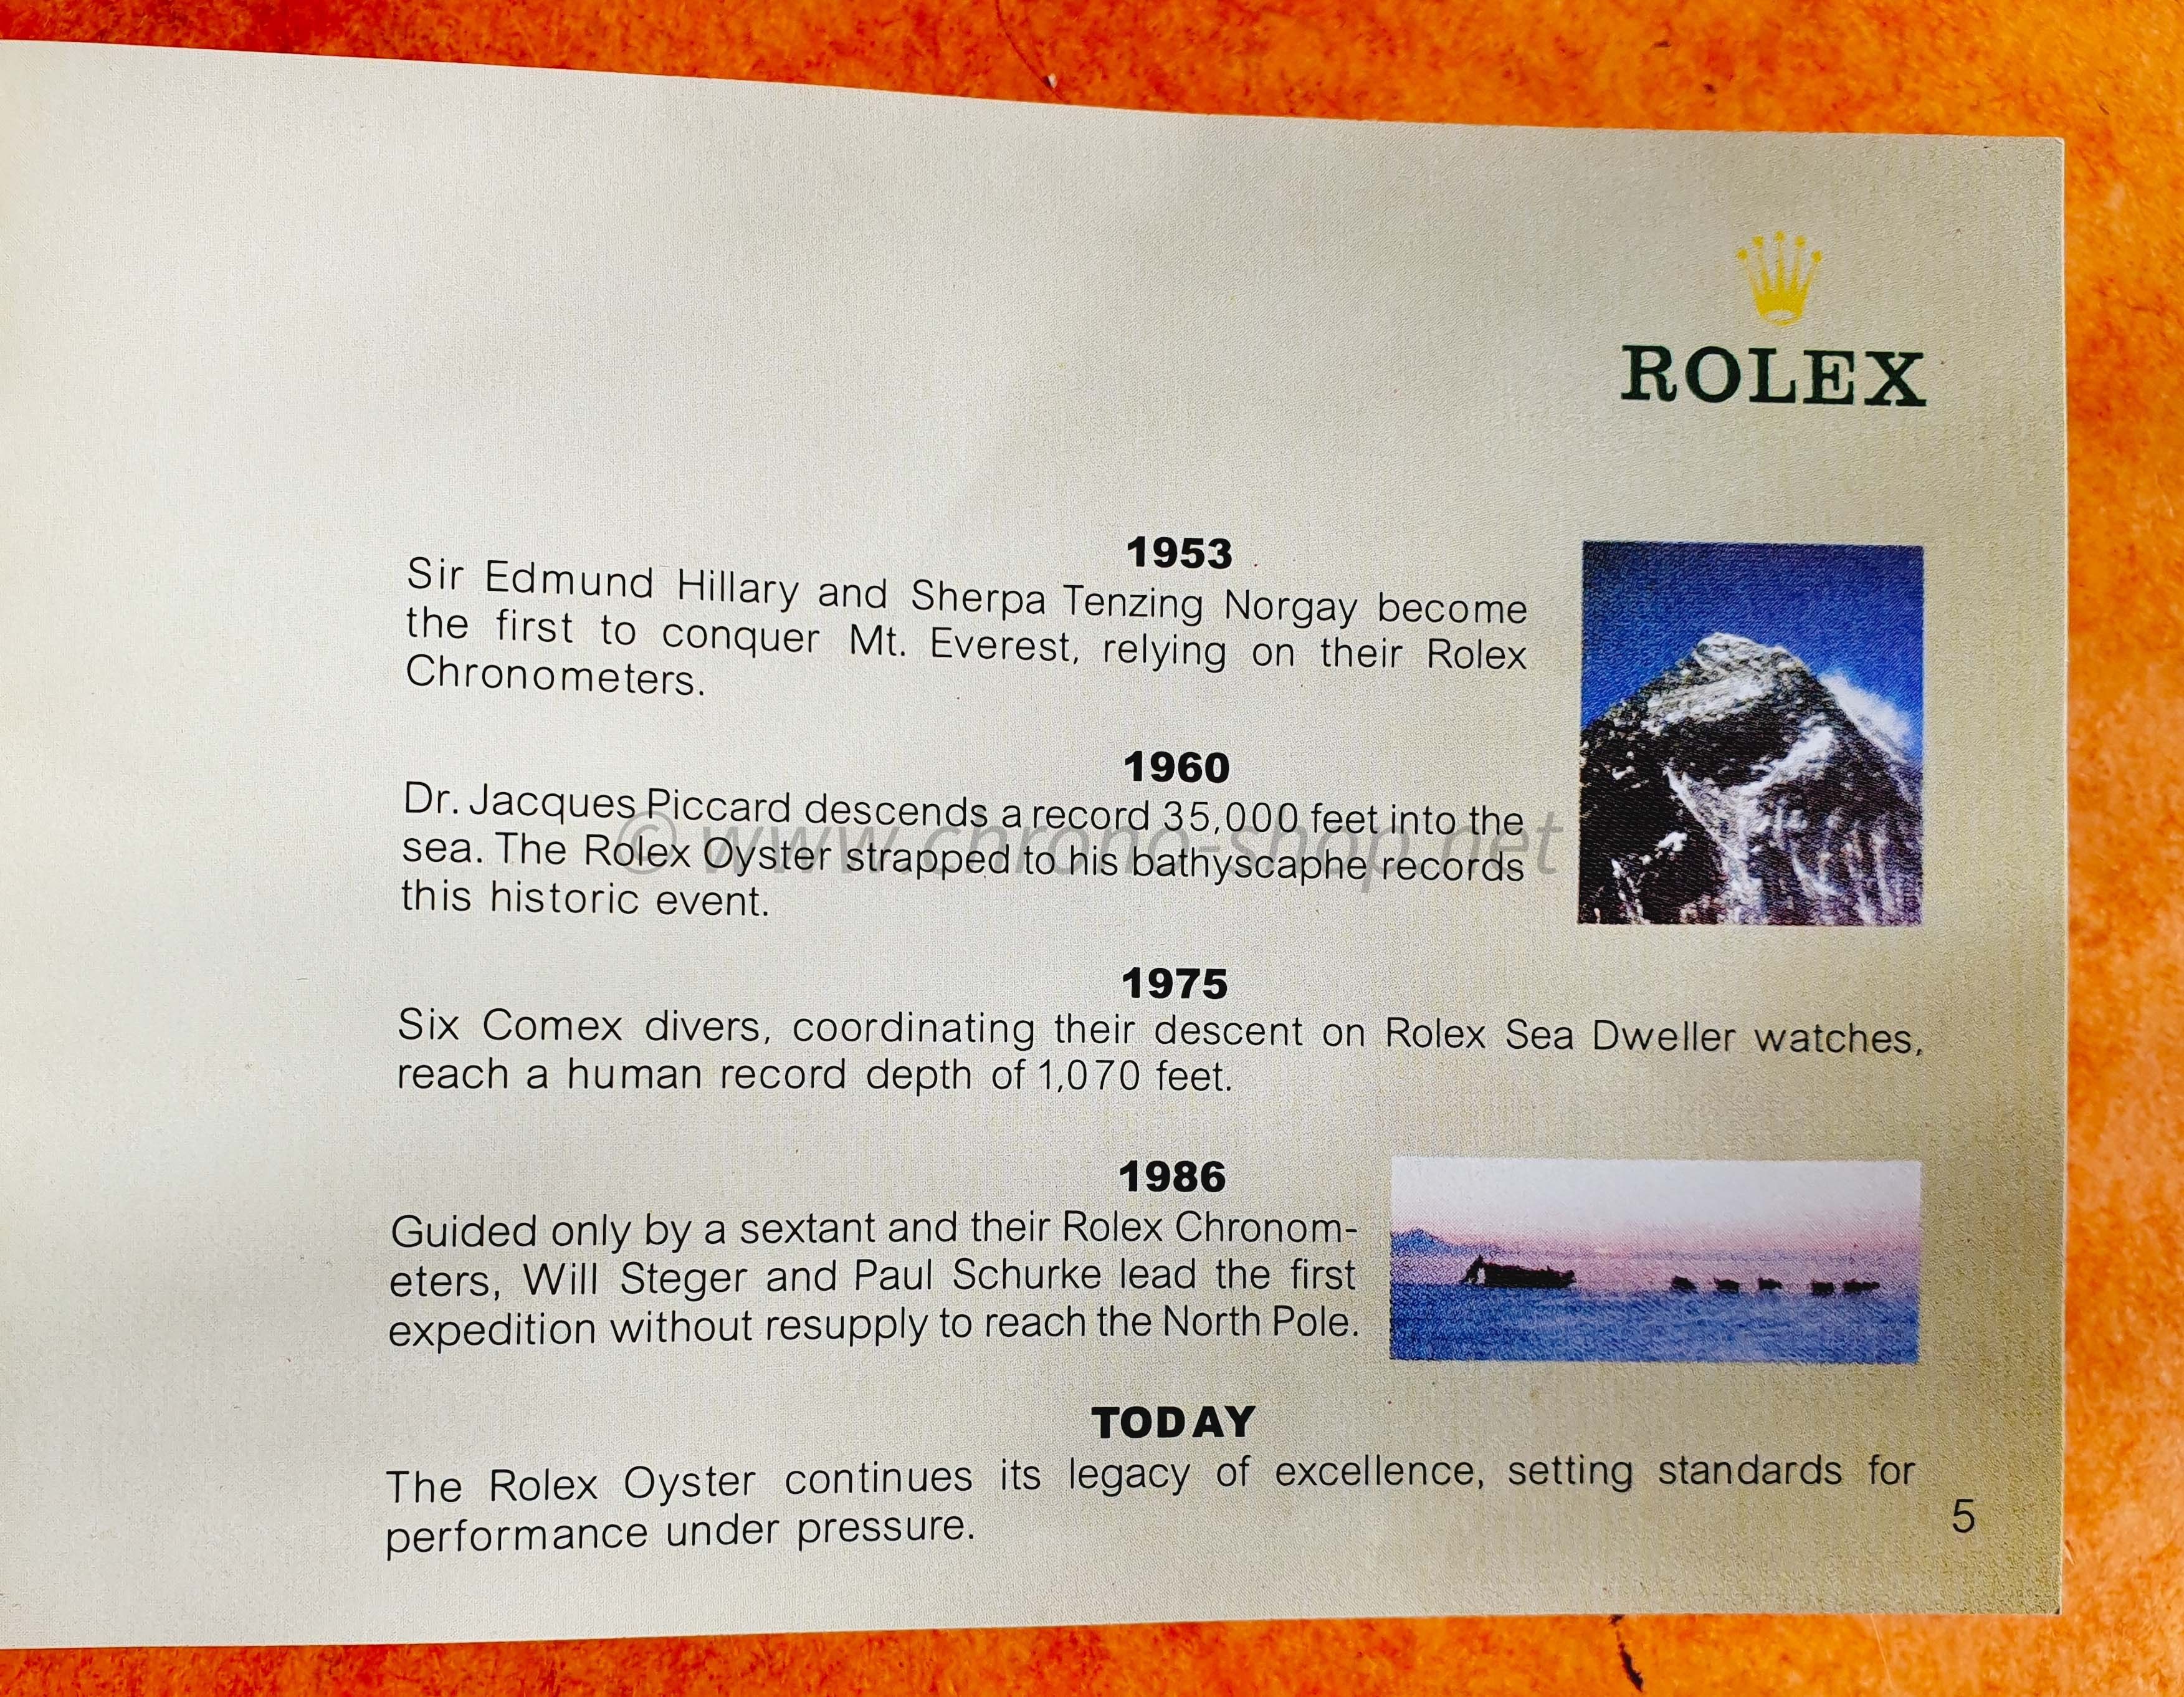 ROLEX
1953
Sir Edmund Hillary and Sherpa Tenzing Norgay become
the first to conquer Mt. Everest, relying on their Rolex
Chronometers.
1960
Dr. Jacques Piccard descends a record 35,000 feet into the
sea. The Rolex Oyster strapped to his bathyscaphe records
this historic event.
© www.chrono-shop.net
1975
Six Comex divers, coordinating their descent on Rolex Sea Dweller watches,
reach a human record depth of 1,070 feet.
1986
Guided only by a sextant and their Rolex Chronom-
eters, Will Steger and Paul Schurke lead the first
expedition without resupply to reach the North Pole.
TODAY
The Rolex Oyster continues its legacy of excellence, setting standards for
performance under pressure.
5